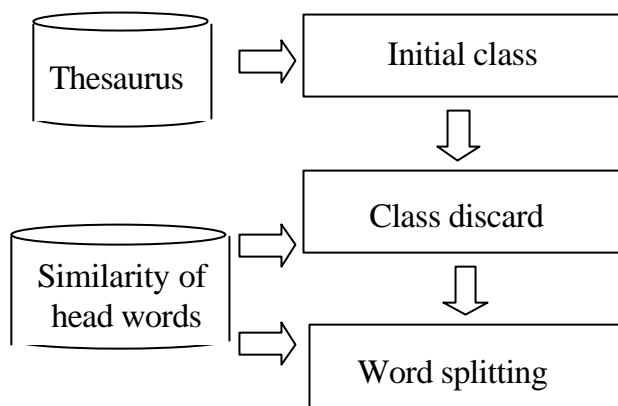 Thesaurus
Initial class
Class discard
Similarity of
head words
Word splitting